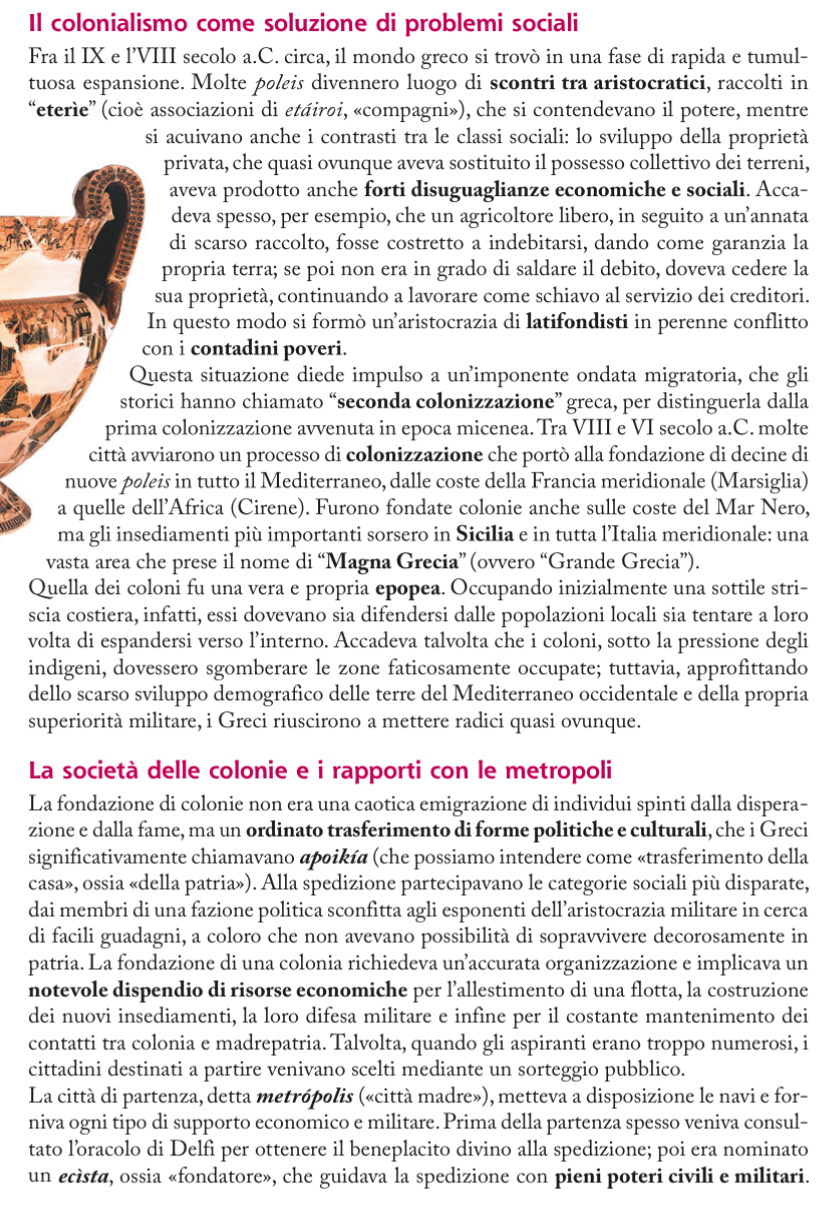 Il colonialismo come soluzione di problemi sociali
Fra il IX e l’VIII secolo a.C. circa, il mondo greco si trovò in una fase di rapida e tumul-
tuosa espansione. Molte poleis divennero luogo di scontri tra aristocratici, raccolti in
“eterìe” (cioè associazioni di etáiroi, «compagni»), che si contendevano il potere, mentre
si acuivano anche i contrasti tra le classi sociali: lo sviluppo della proprietà
privata, che quasi ovunque aveva sostituito il possesso collettivo dei terreni,
aveva prodotto anche forti disuguaglianze economiche e sociali. Acca-
deva spesso, per esempio, che un agricoltore libero, in seguito a un’annata
di scarso raccolto, fosse costretto a indebitarsi, dando come garanzia la
propria terra; se poi non era in grado di saldare il debito, doveva cedere la
sua proprietà, continuando a lavorare come schiavo al servizio dei creditori.
In questo modo si formò un’aristocrazia di latifondisti in perenne conflitto
con i contadini poveri.
Questa situazione diede impulso a un’imponente ondata migratoria, che gli
storici hanno chiamato “seconda colonizzazione” greca, per distinguerla dalla
prima colonizzazione avvenuta in epoca micenea. Tra VIII e VI secolo a.C. molte
città avviarono un processo di colonizzazione che portò alla fondazione di decine di
nuove poleis in tutto il Mediterraneo, dalle coste della Francia meridionale (Marsiglia)
a quelle dell’Africa (Cirene). Furono fondate colonie anche sulle coste del Mar Nero,
ma gli insediamenti più importanti sorsero in Sicilia e in tutta l’Italia meridionale: una
vasta area che prese il nome di “Magna Grecia” (ovvero “Grande Grecia”).
Quella dei coloni fu una vera e propria epopea. Occupando inizialmente una sottile stri-
scia costiera, infatti, essi dovevano sia difendersi dalle popolazioni locali sia tentare a loro
volta di espandersi verso l’interno. Accadeva talvolta che i coloni, sotto la pressione degli
indigeni, dovessero sgomberare le zone faticosamente occupate; tuttavia, approfittando
dello scarso sviluppo demografico delle terre del Mediterraneo occidentale e della propria
superiorità militare, i Greci riuscirono a mettere radici quasi ovunque.
La società delle colonie e i rapporti con le metropoli
La fondazione di colonie non era una caotica emigrazione di individui spinti dalla dispera-
zione e dalla fame, ma un ordinato trasferimento di forme politiche e culturali, che i Greci
significativamente chiamavano apoikía (che possiamo intendere come «trasferimento della
casa», ossia «della patria»). Alla spedizione partecipavano le categorie sociali più disparate,
dai membri di una fazione politica sconfitta agli esponenti dell’aristocrazia militare in cerca
di facili guadagni, a coloro che non avevano possibilità di sopravvivere decorosamente in
patria. La fondazione di una colonia richiedeva un’accurata organizzazione e implicava un
notevole dispendio di risorse economiche per l’allestimento di una flotta, la costruzione
dei nuovi insediamenti, la loro difesa militare e infine per il costante mantenimento dei
contatti tra colonia e madrepatria. Talvolta, quando gli aspiranti erano troppo numerosi, i
cittadini destinati a partire venivano scelti mediante un sorteggio pubblico.
La città di partenza, detta metrópolis («città madre»), metteva a disposizione le navi e for-
niva ogni tipo di supporto economico e militare. Prima della partenza spesso veniva consul-
tato l’oracolo di Delfi per ottenere il beneplacito divino alla spedizione; poi era nominato
un ecìsta, ossia «fondatore», che guidava la spedizione con pieni poteri civili e militari.